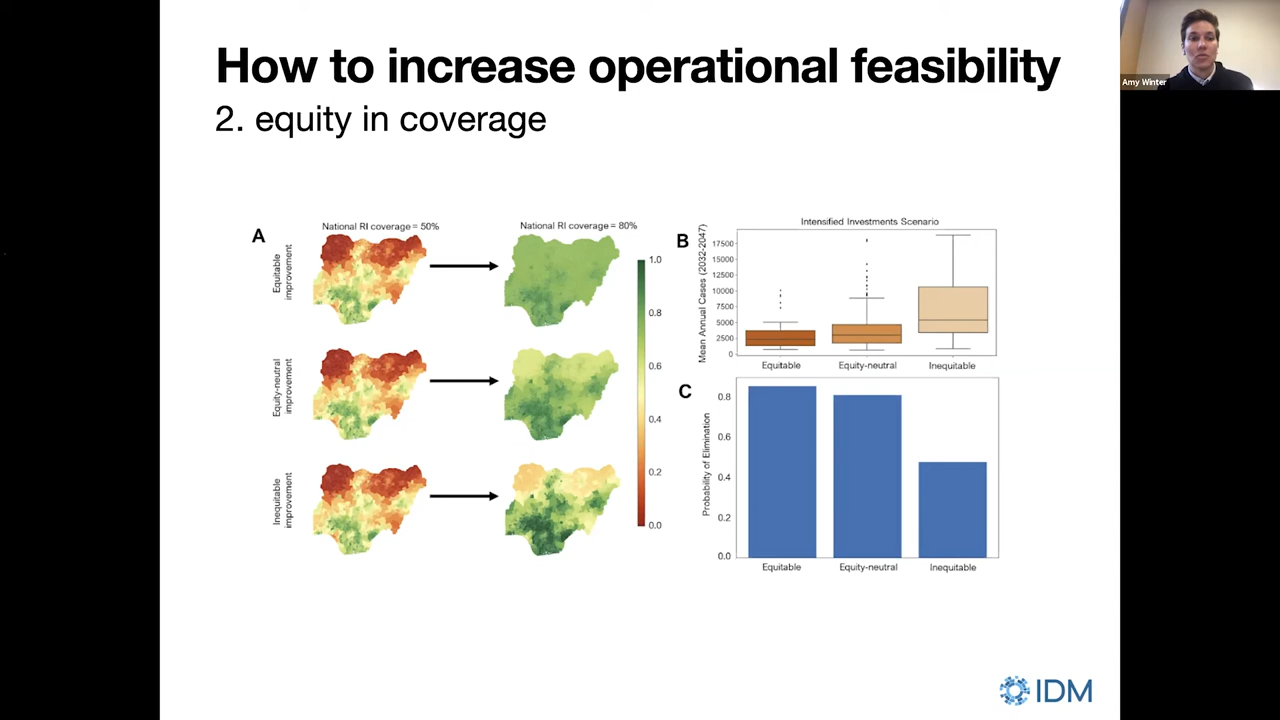 How to increase operational feasibility
2. equity in coverage
Amy Winter
A
National RI coverage = 50%
National RI coverage = 80%
Equitable
improvement
Equity-neutral
improvement
Inequitable
improvement
1.0
0.8
0.6
0.4
0.2
0.0
B
Intensified Investments Scenario
Mean Annual Cases (2032-2047)
17500
15000
12500
10000
7500
5000
2500
0
Equitable
Equity-neutral
Inequitable
C
Probability of Elimination
0.8
0.6
0.4
0.2
0.0
Equitable
Equity-neutral
Inequitable
IDM